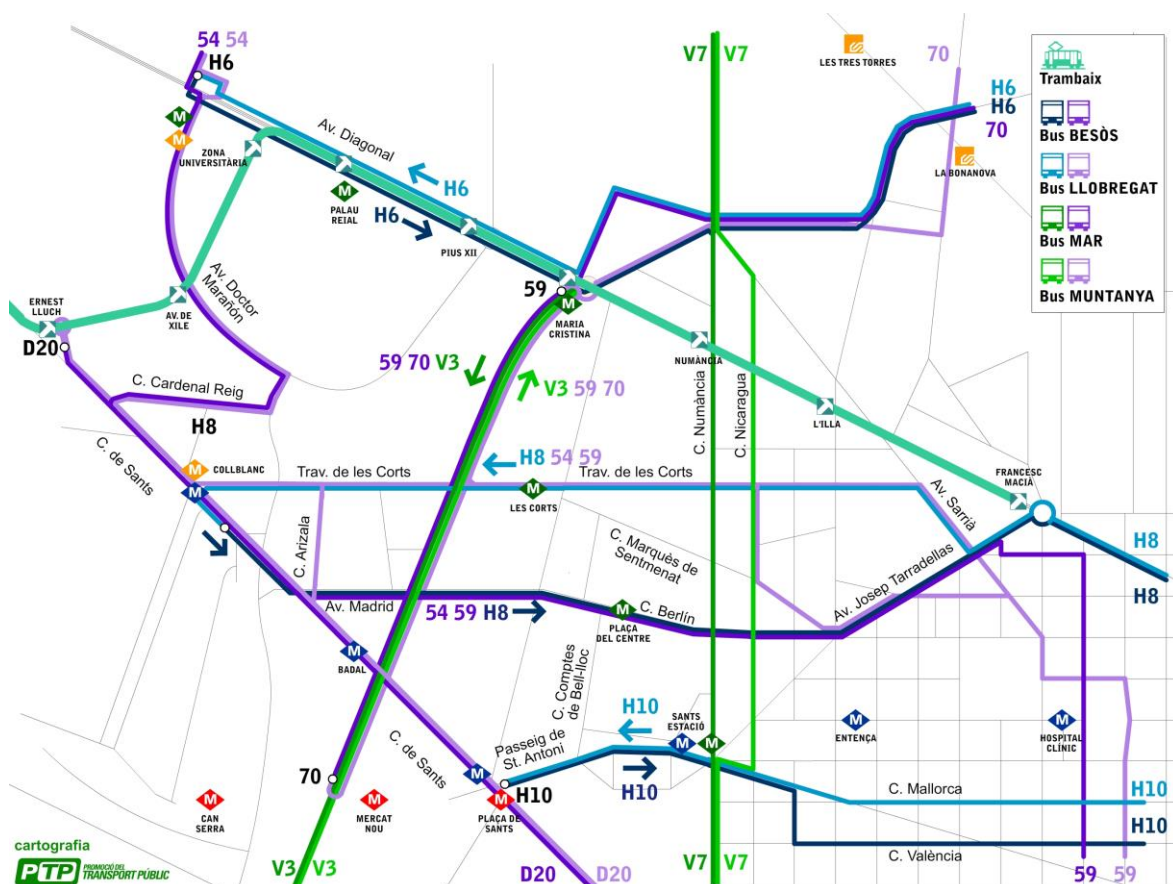 54 54
H6
M
M
ZONA
UNIVERSITÀRIA
Av. Diagonal
H6
H6
M
PALAU
REIAL
PIUS XII
V7 V7
LES TRES TORRES
70
H6
H6
70
LA BONANOVA
Trambaix
Bus BESÒS
Bus LLOBREGAT
Bus MAR
Bus MUNTANYA
Av. Doctor
Marañón
ERNEST
LLUCH
D20
AV. DE
XILE
59
M
MARIA
CRISTINA
59 70 V3
V3 59 70
NUMÀNCIA
C. Numància
C. Nicaragua
L'ILLA
FRANCESC
MACIÀ
C. Cardenal Reig
H8
C. de Sants
M
COLLBLANC
M
H8 54 59
Trav. de les Corts
Trav. de les Corts
M
LES CORTS
Av. Sarrià
H8
H8
C. Arizala
C. Marquès de
Sentmenat
Av. Josep Tarradellas
Av. Madrid
54 59 H8
M
C. Berlín
PLAÇA
DEL CENTRE
M
BADAL
C. Comptes
de Bell-lloc
C. de Sants
Passeig de
St. Antoni
H10
H10
SANTS
ESTACIÓ
M
M
M
ENTENÇA
M
HOSPITAL
CLÍNIC
70
M
M
CAN
SERRA
M
MERCAT
NOU
M
PLAÇA
DE SANTS
H10
C. Mallorca
H10
H10
C. València
cartografia
PTP PROMOCIÓ DEL
TRANSPORT PÚBLIC
V3 V3
D20 D20
V7 V7
59 59